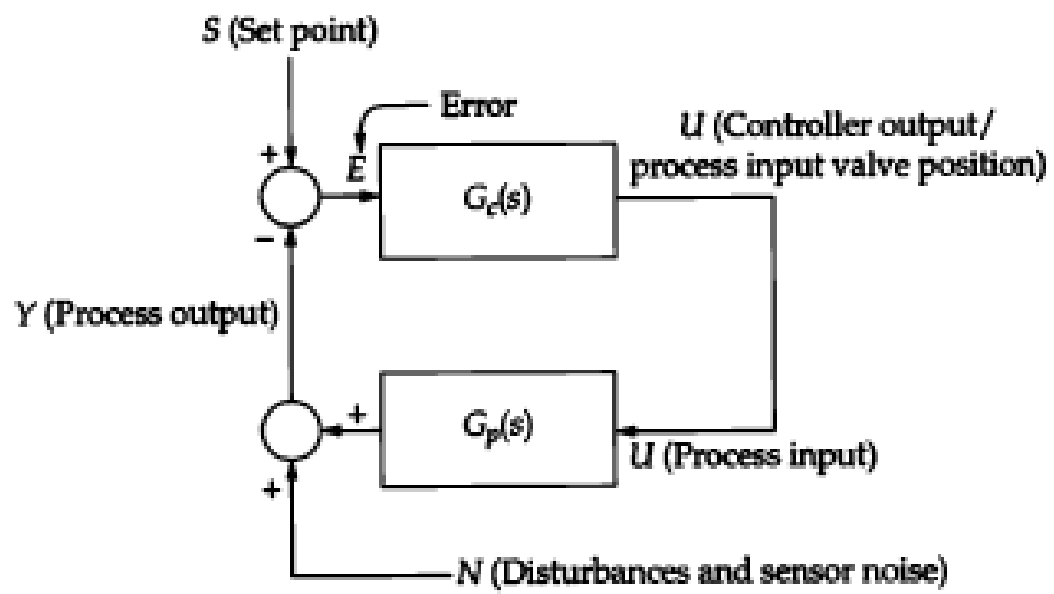 S (Set point)
Error
U (Controller output/
process input valve position)
+
E
G_c(s)
−
Y (Process output)
+
G_p(s)
U (Process input)
+
N (Disturbances and sensor noise)